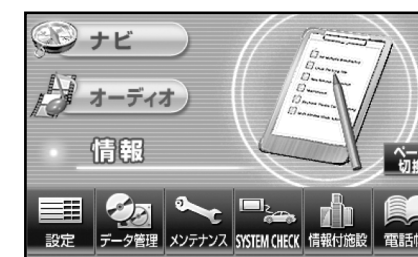 ナビ
オーディオ
情報
設定
データ管理
メンテナンス
SYSTEM CHECK
情報付施設